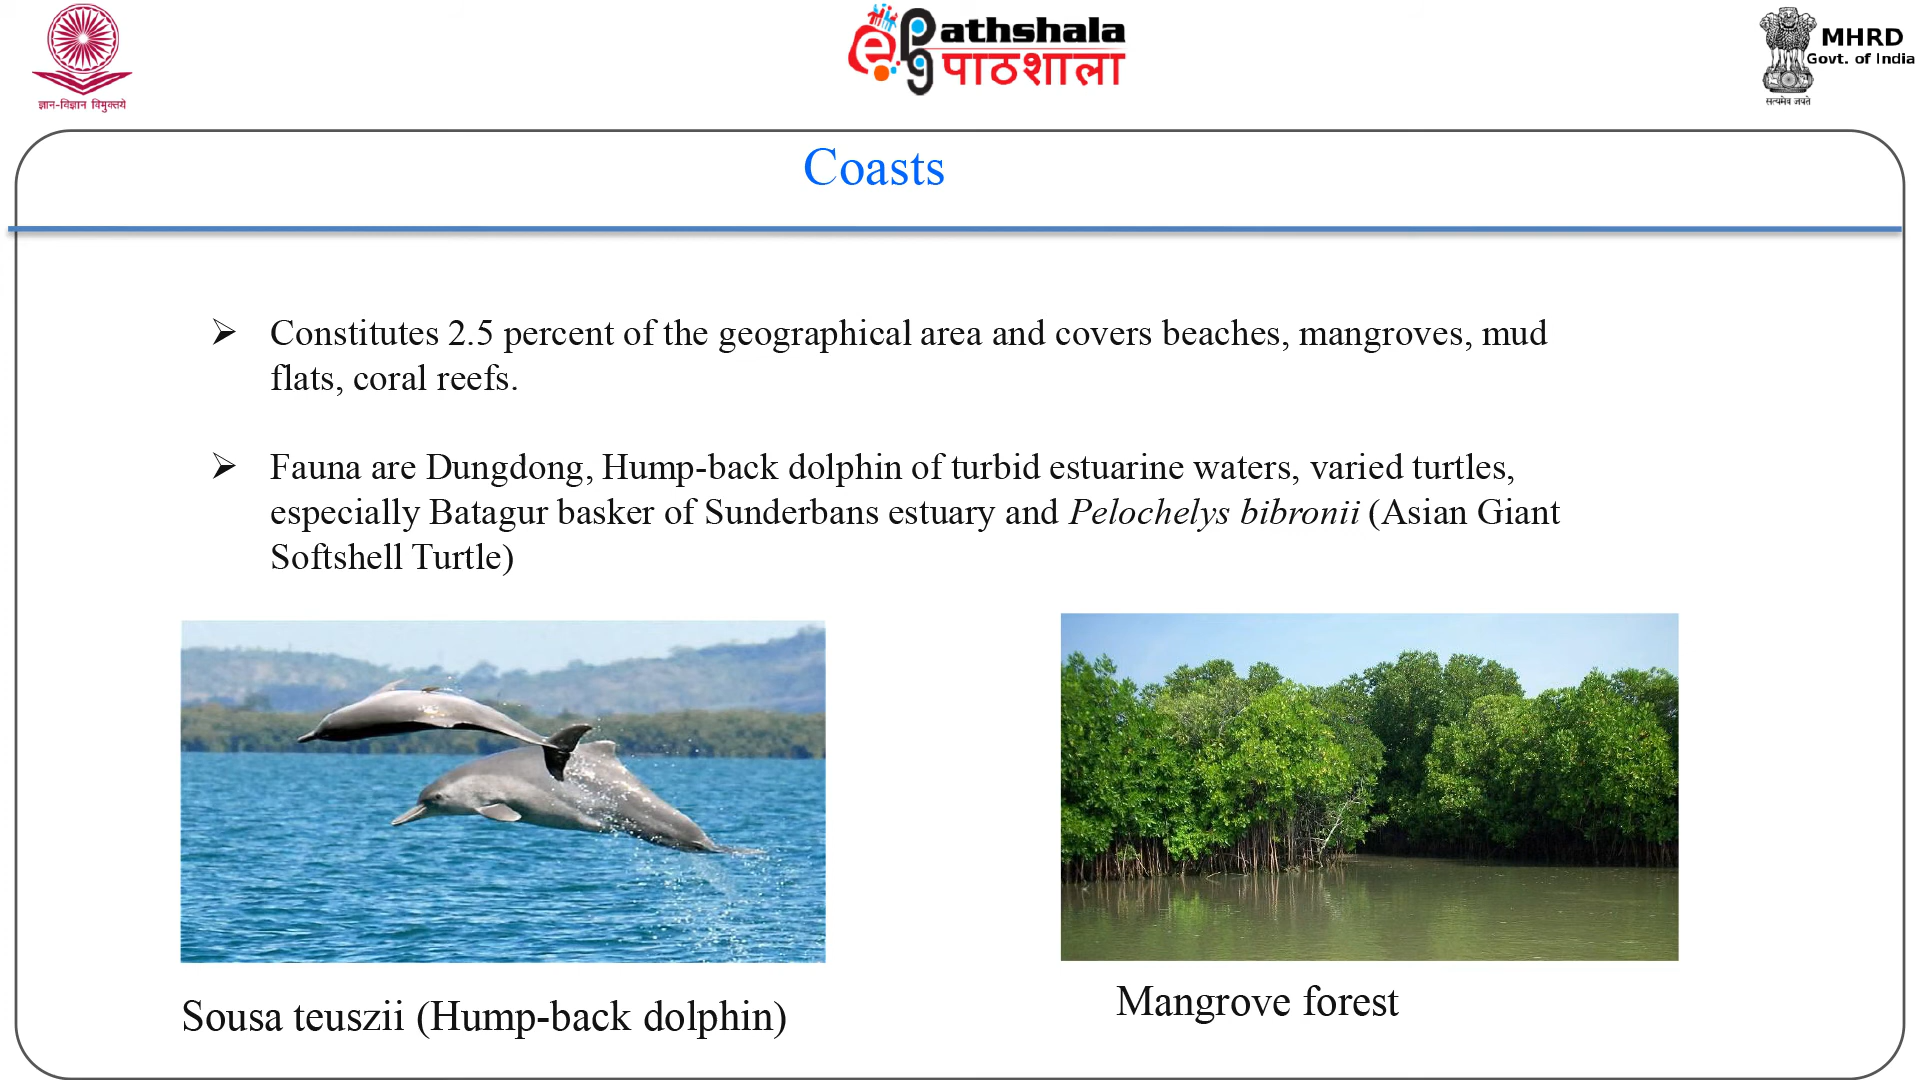 ज्ञान-विज्ञान विमुक्तये
ePathshala
पाठशाला
MHRD
Govt. of India
सत्यमेव जयते
Coasts
Constitutes 2.5 percent of the geographical area and covers beaches, mangroves, mud
flats, coral reefs.
Fauna are Dungdong, Hump-back dolphin of turbid estuarine waters, varied turtles,
especially Batagur basker of Sunderbans estuary and Pelochelys bibronii (Asian Giant
Softshell Turtle)
Sousa teuszii (Hump-back dolphin)
Mangrove forest